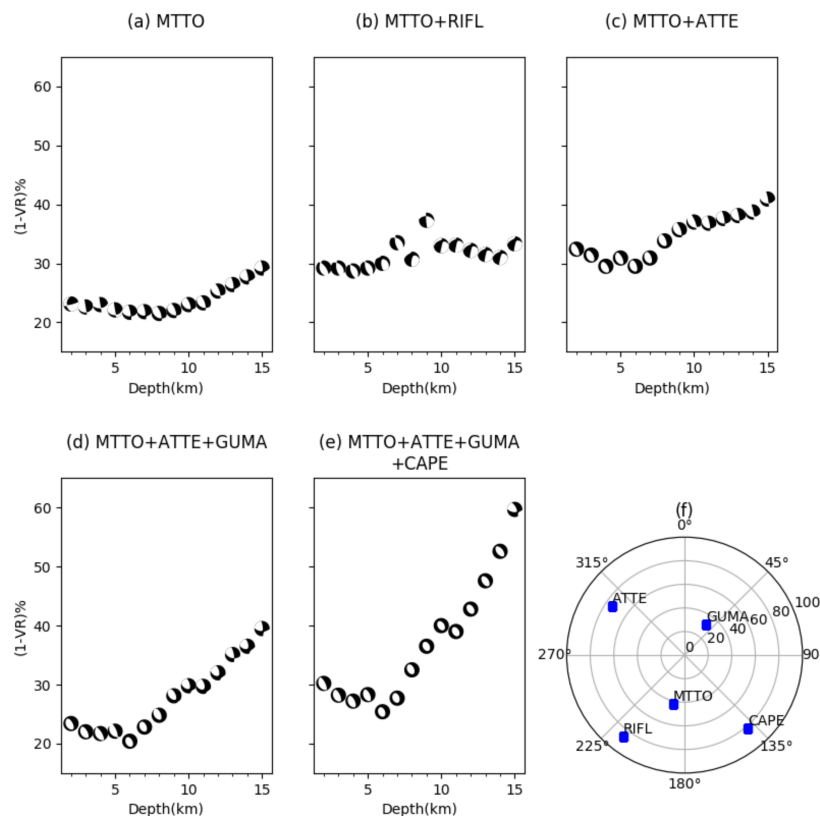 (a) MTTO
(b) MTTO+RIFL
(c) MTTO+ATTE
60
50
40
30
20
(1-VR)%
5
10
15
5
10
15
5
10
15
Depth(km)
Depth(km)
Depth(km)
(d) MTTO+ATTE+GUMA
(e) MTTO+ATTE+GUMA
+CAPE
60
50
40
30
20
(1-VR)%
5
10
15
5
10
15
Depth(km)
Depth(km)
(f)
0°
315°
45°
ATTE
100
80
GUMA
60
40
20
0
270°
90
MTTO
CAPE
RIFL
225°
135°
180°